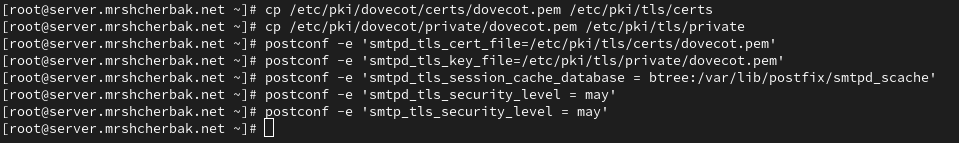 [root@server.mrshcherbak.net ~]# cp /etc/pki/dovecot/certs/dovecot.pem /etc/pki/tls/certs
[root@server.mrshcherbak.net ~]# cp /etc/pki/dovecot/private/dovecot.pem /etc/pki/tls/private
[root@server.mrshcherbak.net ~]# postconf -e 'smtpd_tls_cert_file=/etc/pki/tls/certs/dovecot.pem'
[root@server.mrshcherbak.net ~]# postconf -e 'smtpd_tls_key_file=/etc/pki/tls/private/dovecot.pem'
[root@server.mrshcherbak.net ~]# postconf -e 'smtpd_tls_session_cache_database = btree:/var/lib/postfix/smtpd_scache'
[root@server.mrshcherbak.net ~]# postconf -e 'smtpd_tls_security_level = may'
[root@server.mrshcherbak.net ~]# postconf -e 'smtp_tls_security_level = may'
[root@server.mrshcherbak.net ~]#